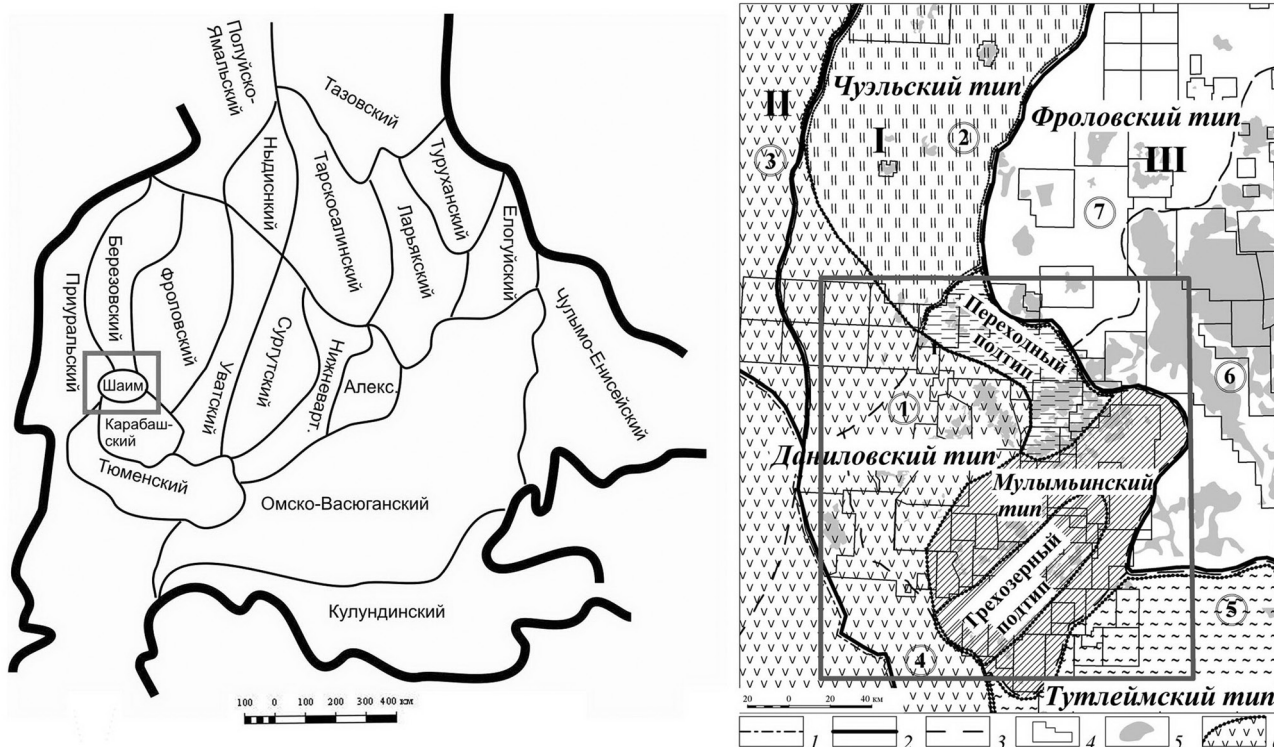 Полуйско-
Ямальский
Тазовский
Ныдиснкий
Тарскосалинский
Туруханский
Ларьякский
Елогуйский
Чулымо-Енисейский
Приуральский
Березовский
Фроловский
Уватский
Сургутский
Нижневарт.
Алекс.
Шаим
Карабаш-
ский
Тюменский
Омско-Васюганский
Кулундинский
100 0 100 200 300 400 км
II
Чуэльский тип
Фроловский тип
I
III
2
3
7
Переходный
подтип
6
1
Даниловский тип
Мулымьинский
тип
Трехозерный
подтип
5
4
Тутлеймский тип
20 0 20 40 км
1 2 3 4 5